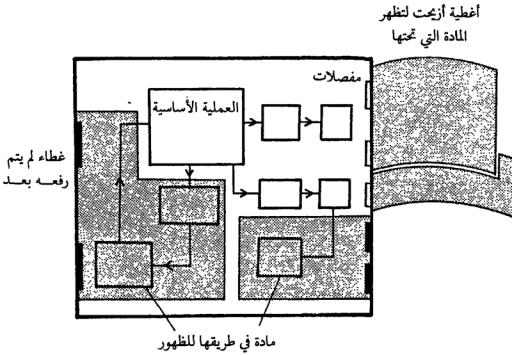 أغطية أزيحت لتظهر
المادة التي تحتها
مفصلات
العملية الأساسية
غطاء لم يتم
رفعه بعد
مادة في طريقها للظهور